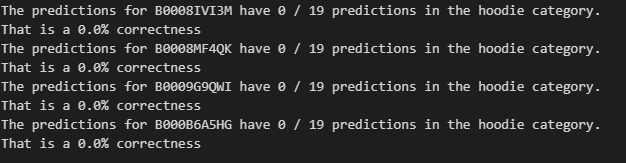 The predictions for B0008IVI3M have 0 / 19 predictions in the hoodie category.
That is a 0.0% correctness
The predictions for B0008MF4QK have 0 / 19 predictions in the hoodie category.
That is a 0.0% correctness
The predictions for B0009G9QWI have 0 / 19 predictions in the hoodie category.
That is a 0.0% correctness
The predictions for B000B6A5HG have 0 / 19 predictions in the hoodie category.
That is a 0.0% correctness